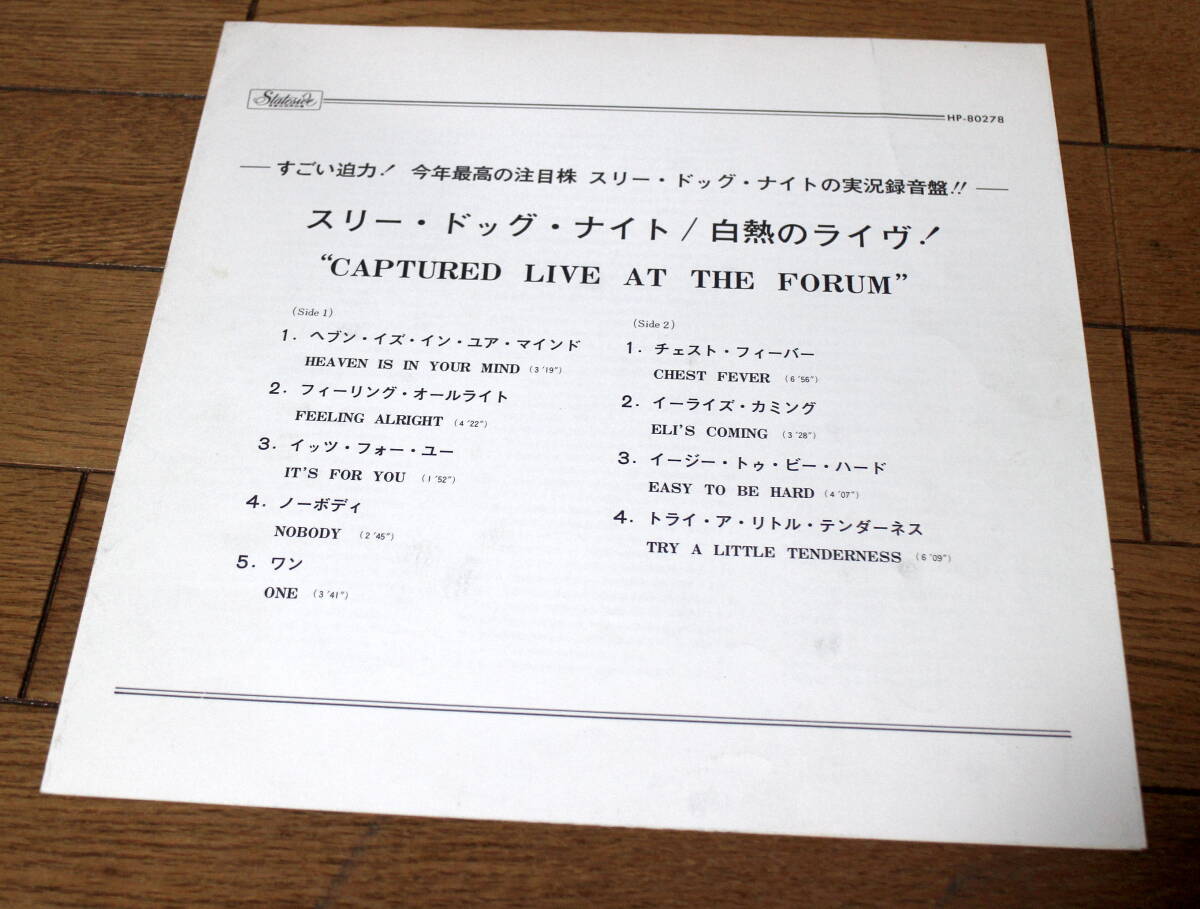 Stateside
HP-80278
― すごい迫力! 今年最高の注目株 スリー・ドッグ・ナイトの実況録音盤!! ―
スリー・ドッグ・ナイト/白熱のライヴ!
“CAPTURED LIVE AT THE FORUM”
(Side 1)
1. ヘブン・イズ・イン・ユア・マインド
HEAVEN IS IN YOUR MIND (3′19″)
2. フィーリング・オールライト
FEELING ALRIGHT (4′22″)
3. イッツ・フォー・ユー
IT'S FOR YOU (1′52″)
4. ノーボディ
NOBODY (2′45″)
5. ワン
ONE (3′41″)
(Side 2)
1. チェスト・フィーバー
CHEST FEVER (6′56″)
2. イーライズ・カミング
ELI'S COMING (3′28″)
3. イージー・トゥ・ビー・ハード
EASY TO BE HARD (4′07″)
4. トライ・ア・リトル・テンダーネス
TRY A LITTLE TENDERNESS (6′09″)